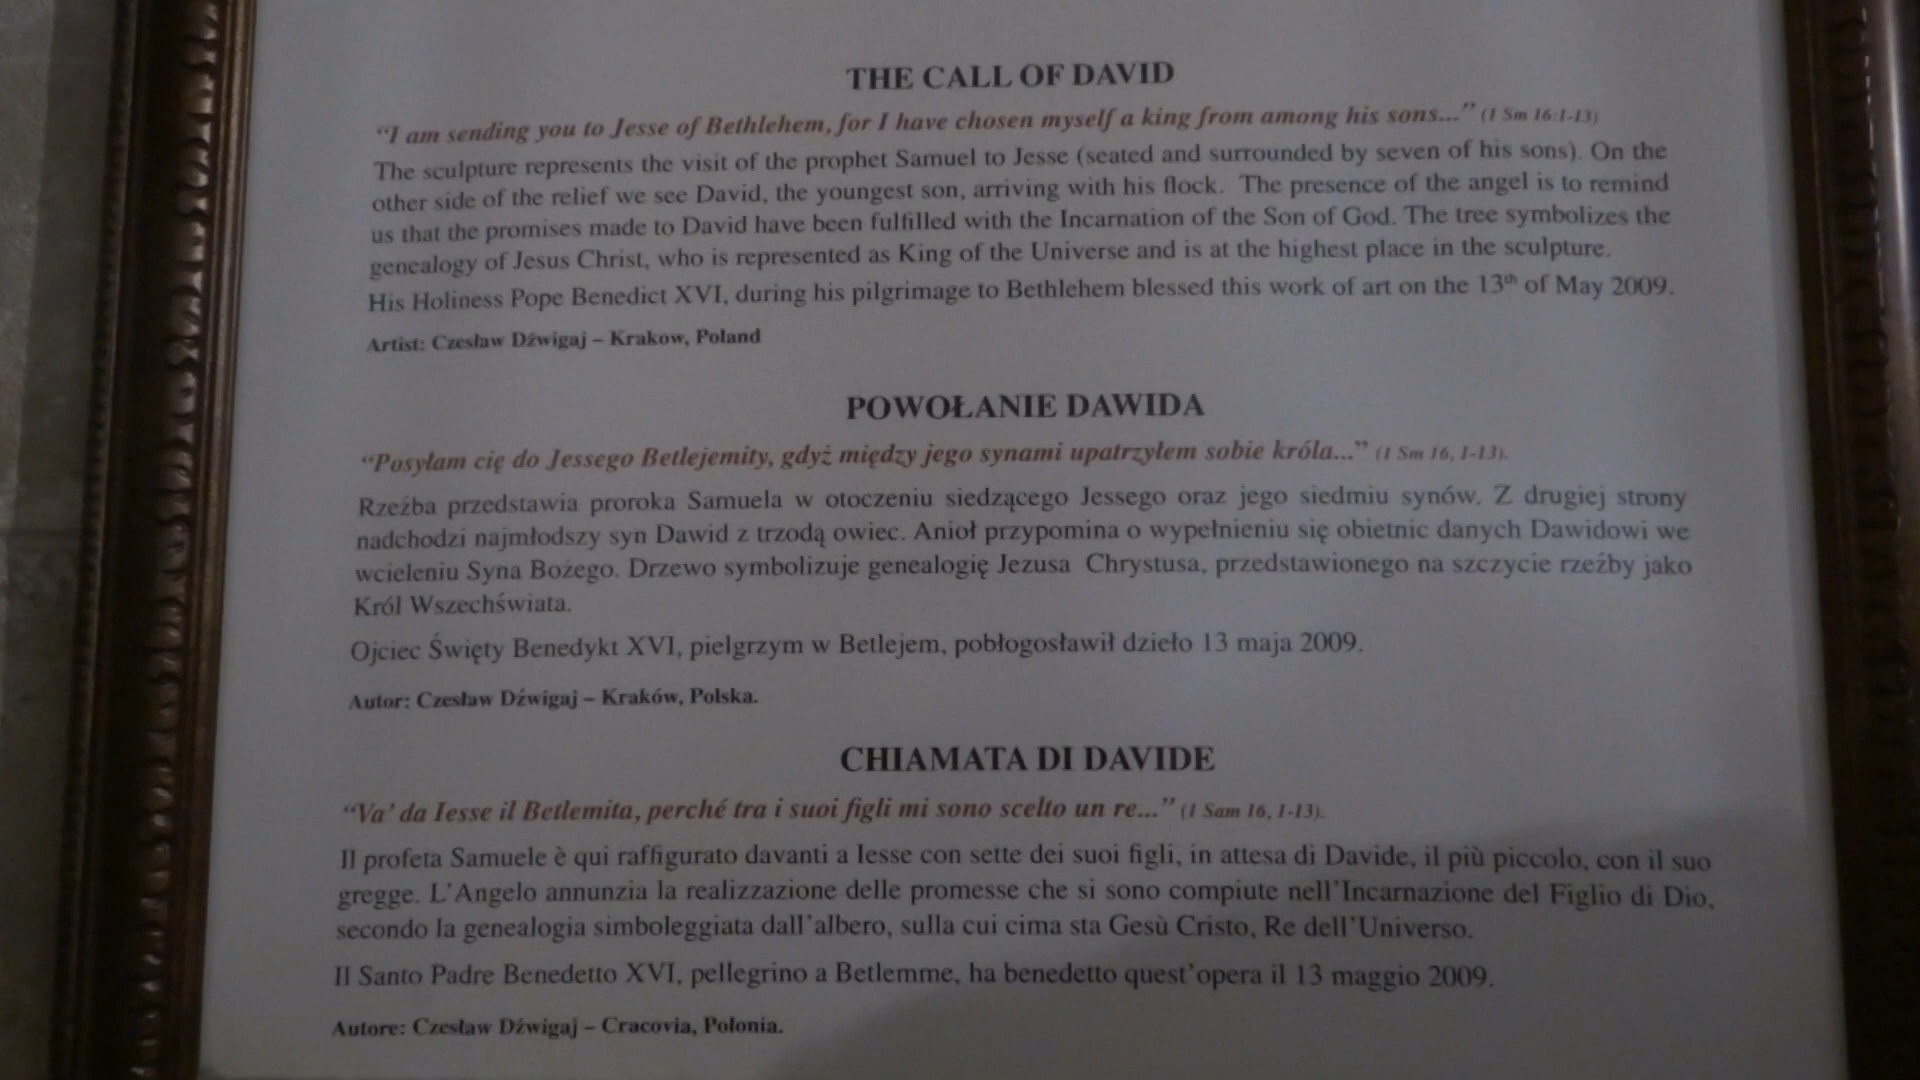 THE CALL OF DAVID
“I am sending you to Jesse of Bethlehem, for I have chosen myself a king from among his sons...” (1 Sm 16:1-13)
The sculpture represents the visit of the prophet Samuel to Jesse (seated and surrounded by seven of his sons). On the
other side of the relief we see David, the youngest son, arriving with his flock. The presence of the angel is to remind
us that the promises made to David have been fulfilled with the Incarnation of the Son of God. The tree symbolizes the
genealogy of Jesus Christ, who is represented as King of the Universe and is at the highest place in the sculpture.
His Holiness Pope Benedict XVI, during his pilgrimage to Bethlehem blessed this work of art on the 13th of May 2009.
Artist: Czesław Dźwigaj – Krakow, Poland
POWOŁANIE DAWIDA
“Posyłam cię do Jessego Betlejemity, gdyż między jego synami upatrzyłem sobie króla...” (1 Sm 16, 1-13).
Rzeźba przedstawia proroka Samuela w otoczeniu siedzącego Jessego oraz jego siedmiu synów. Z drugiej strony
nadchodzi najmłodszy syn Dawid z trzodą owiec. Anioł przypomina o wypełnieniu się obietnic danych Dawidowi we
wcieleniu Syna Bożego. Drzewo symbolizuje genealogię Jezusa Chrystusa, przedstawionego na szczycie rzeźby jako
Król Wszechświata.
Ojciec Święty Benedykt XVI, pielgrzym w Betlejem, pobłogosławił dzieło 13 maja 2009.
Autor: Czesław Dźwigaj – Kraków, Polska.
CHIAMATA DI DAVIDE
“Va’ da Iesse il Betlemita, perché tra i suoi figli mi sono scelto un re...” (1 Sam 16, 1-13).
Il profeta Samuele è qui raffigurato davanti a Iesse con sette dei suoi figli, in attesa di Davide, il più piccolo, con il suo
gregge. L’Angelo annunzia la realizzazione delle promesse che si sono compiute nell’Incarnazione del Figlio di Dio,
secondo la genealogia simboleggiata dall’albero, sulla cui cima sta Gesù Cristo, Re dell’Universo.
Il Santo Padre Benedetto XVI, pellegrino a Betlemme, ha benedetto quest’opera il 13 maggio 2009.
Autore: Czesław Dźwigaj – Cracovia, Polonia.